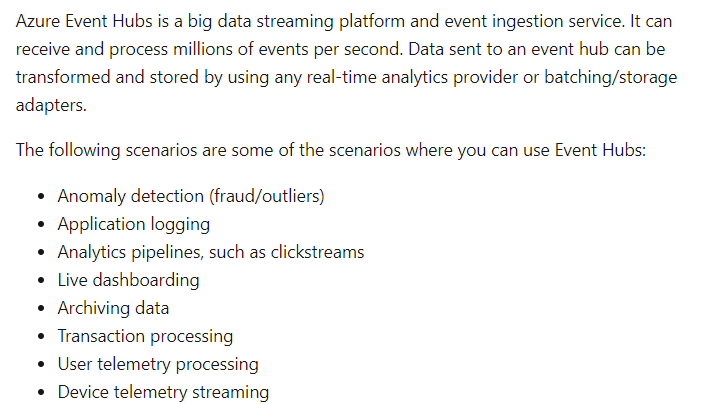 Azure Event Hubs is a big data streaming platform and event ingestion service. It can
receive and process millions of events per second. Data sent to an event hub can be
transformed and stored by using any real-time analytics provider or batching/storage
adapters.
The following scenarios are some of the scenarios where you can use Event Hubs:
• Anomaly detection (fraud/outliers)
• Application logging
• Analytics pipelines, such as clickstreams
• Live dashboarding
• Archiving data
• Transaction processing
• User telemetry processing
• Device telemetry streaming